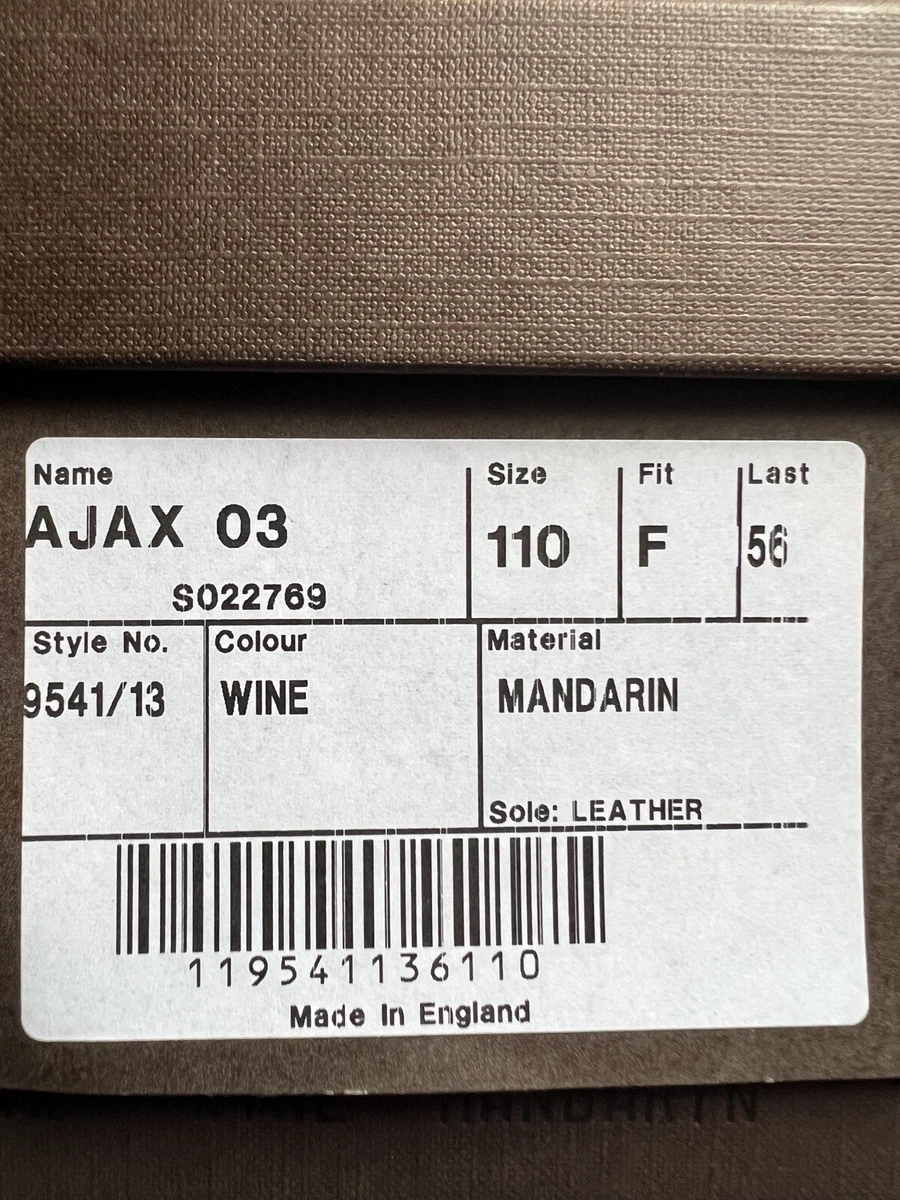 Name Size Fit Last
AJAX 03 110 F 56
S022769
Style No. Colour Material
9541/13 WINE MANDARIN
Sole: LEATHER
119541136110
Made In England
MANDARIN